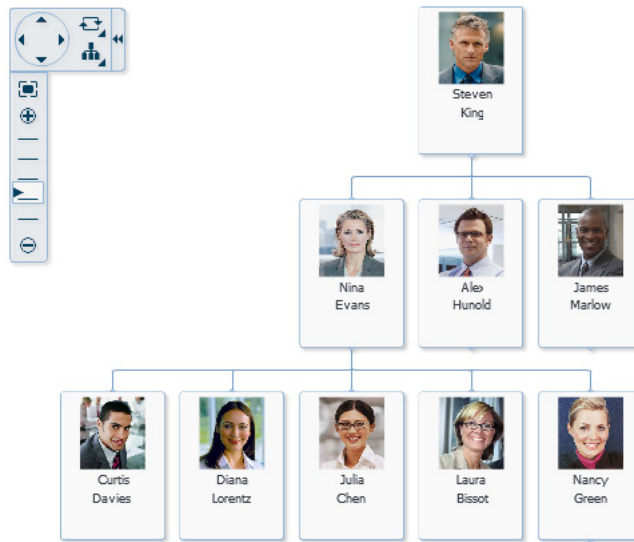 Steven
King
Nina
Evans
Alex
Hunold
James
Marlow
Curtis
Davies
Diana
Lorentz
Julia
Chen
Laura
Bissot
Nancy
Green